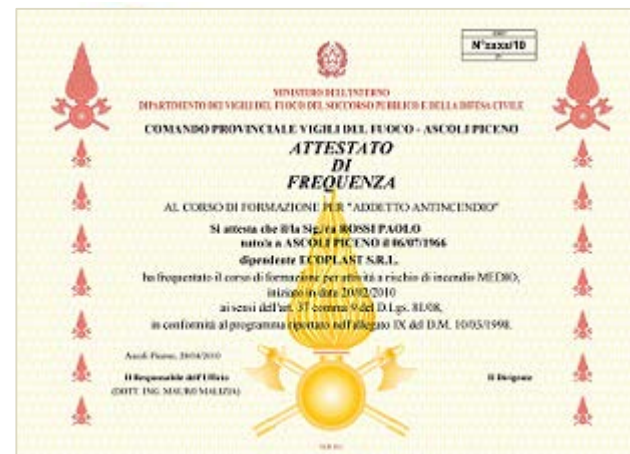 N°xaxx/10
MINISTERO DELL'INTERNO
DIPARTIMENTO DEI VIGILI DEL FUOCO DEL SOCCORSO PUBBLICO E DELLA DIFESA CIVILE
COMANDO PROVINCIALE VIGILI DEL FUOCO - ASCOLI PICENO
ATTESTATO
DI
FREQUENZA
AL CORSO DI FORMAZIONE PER "ADDETTO ANTINCENDIO"
Si attesta che il/la Sig./ra ROSSI PAOLO
nato/a a ASCOLI PICENO il 06/07/1966
dipendente ECOPLAST S.R.L.
ha frequentato il corso di formazione per attività a rischio di incendio MEDIO,
iniziato in data 20/02/2010
ai sensi dell'art. 37 comma 9 del D.Lgs. 81/08,
in conformità al programma riportato nell'allegato IX del D.M. 10/03/1998.
Ascoli Piceno, 20/04/2010
Il Responsabile dell'Ufficio
Il Dirigente
(DOTT. ING. MAURO MALIZIA)